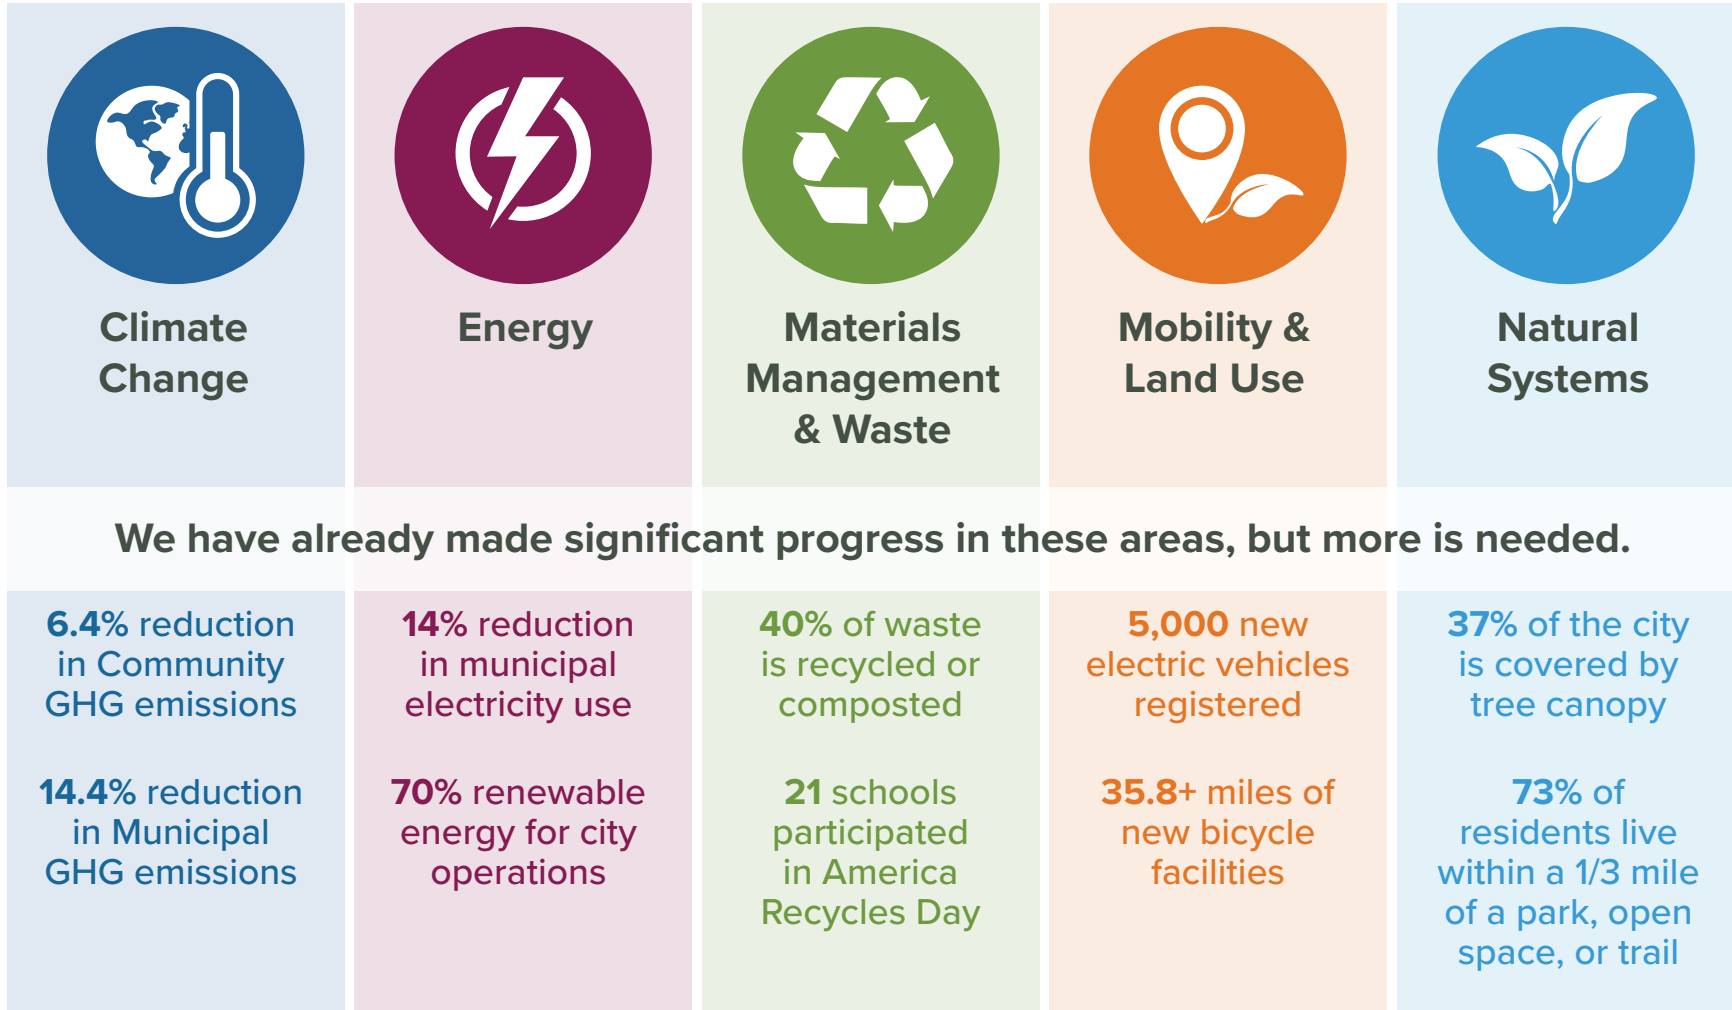 Climate
Change
Energy
Materials
Management
& Waste
Mobility &
Land Use
Natural
Systems
We have already made significant progress in these areas, but more is needed.
6.4% reduction
in Community
GHG emissions
14.4% reduction
in Municipal
GHG emissions
14% reduction
in municipal
electricity use
70% renewable
energy for city
operations
40% of waste
is recycled or
composted
21 schools
participated
in America
Recycles Day
5,000 new
electric vehicles
registered
35.8+ miles of
new bicycle
facilities
37% of the city
is covered by
tree canopy
73% of
residents live
within a 1/3 mile
of a park, open
space, or trail